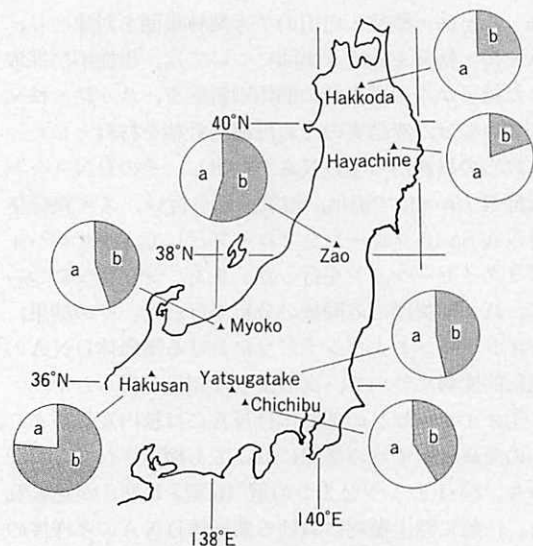 b
a
Hakkoda
40°N
b
a
b
a
Hayachine
38°N
Zao
b
a
Myoko
b
a
36°N
Hakusan
Yatsugatake
Chichibu
a
b
b
a
138°E
140°E